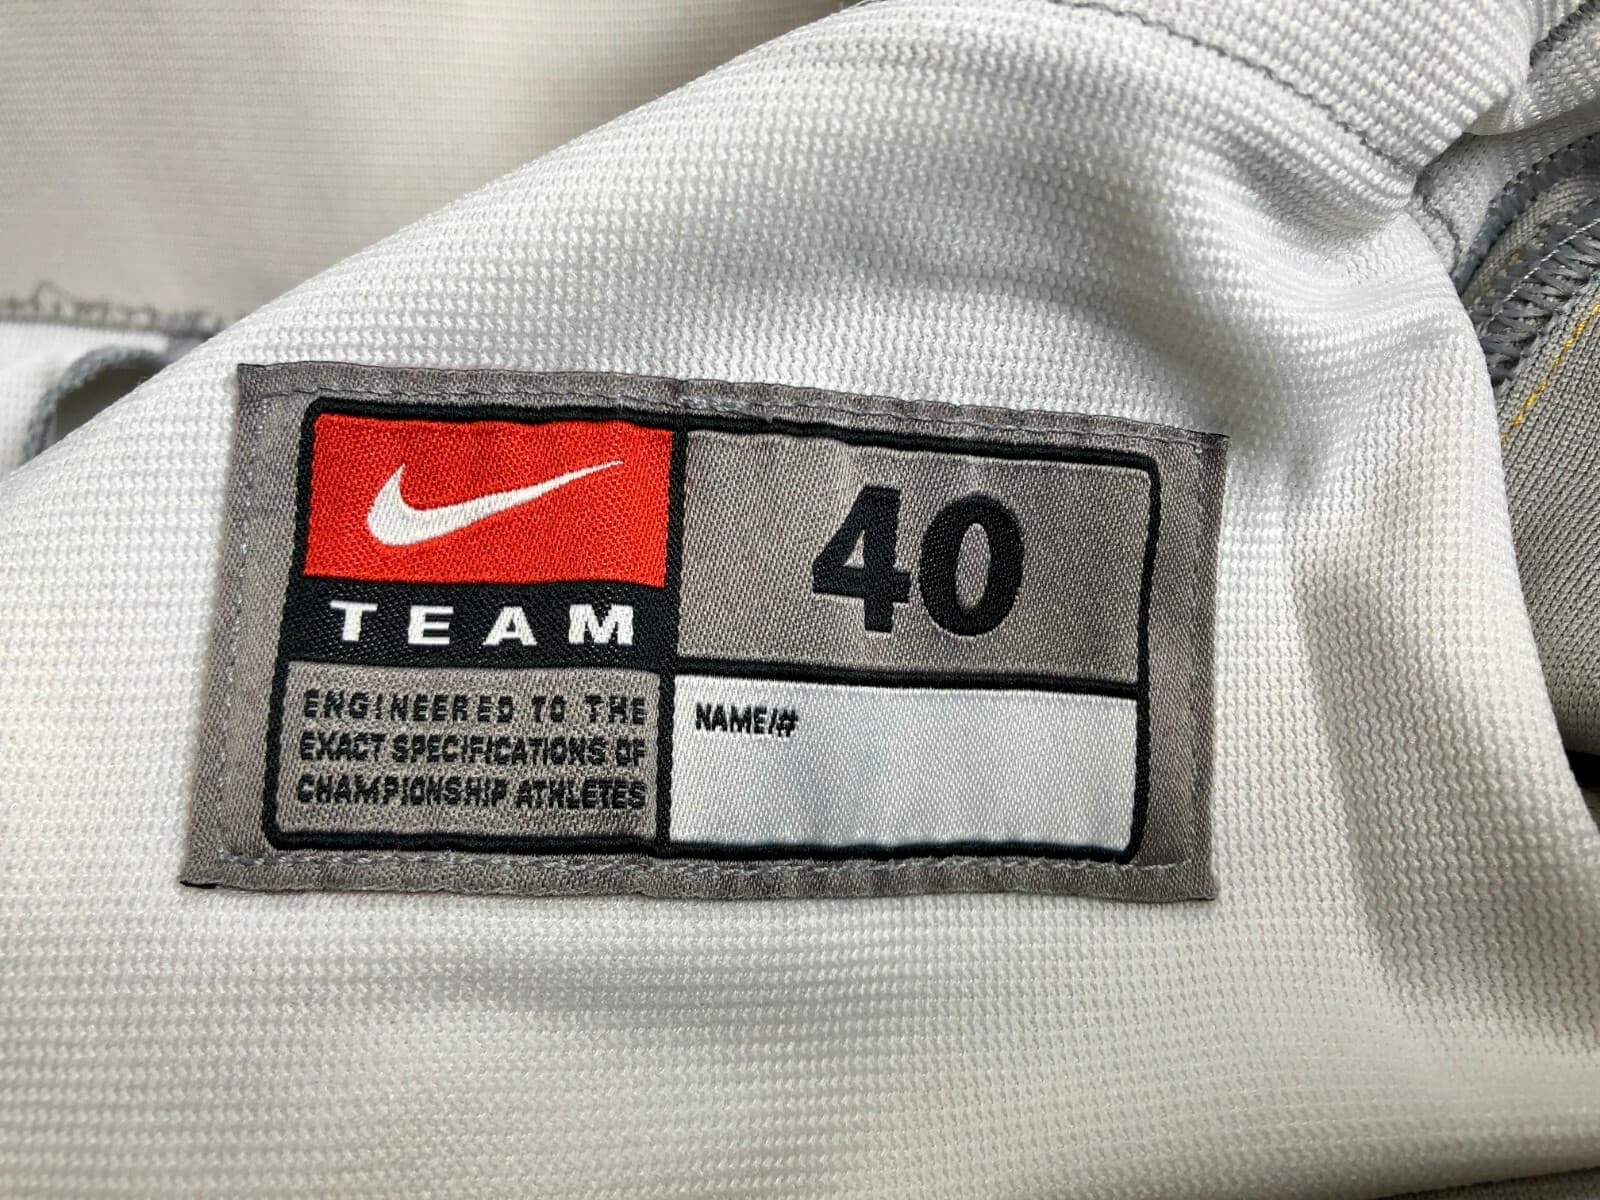 TEAM
ENGINEERED TO THE
EXACT SPECIFICATIONS OF
CHAMPIONSHIP ATHLETES
40
NAME/#